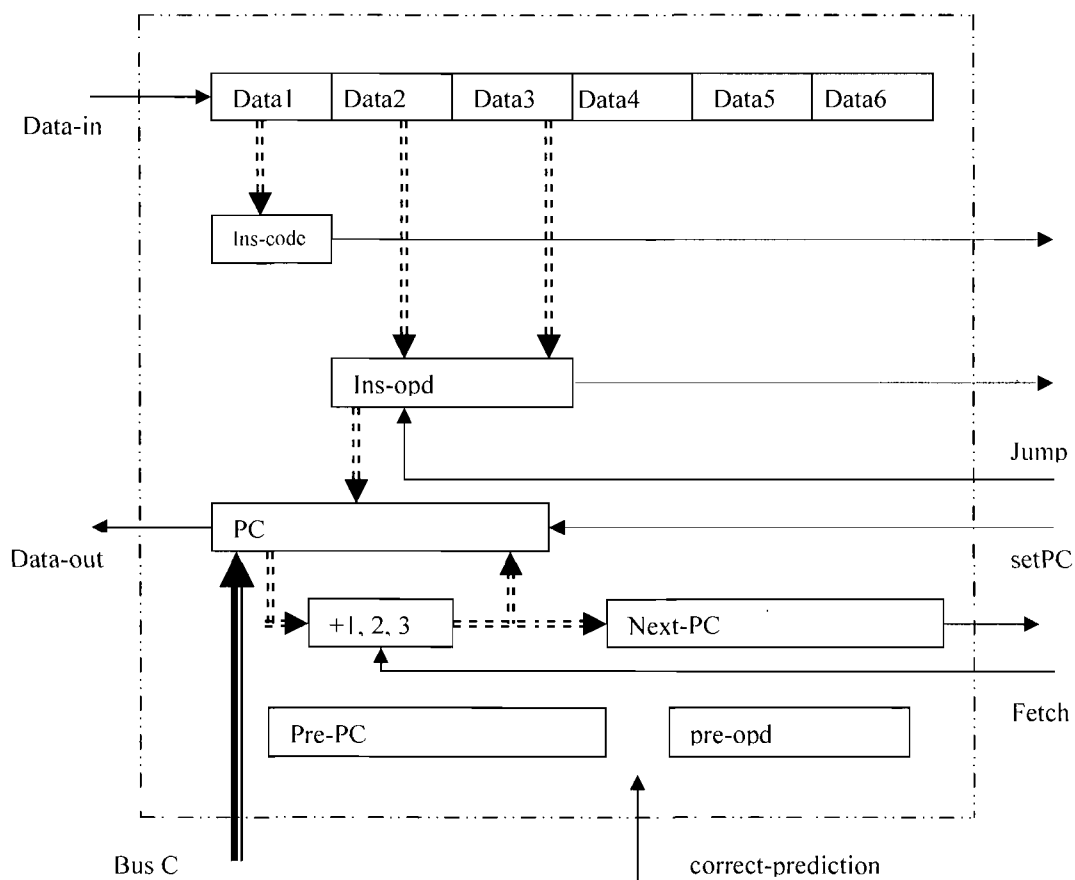 Data1 Data2 Data3 Data4 Data5 Data6
Data-in
Ins-code
Ins-opd
Jump
PC
Data-out
setPC
+1, 2, 3
Next-PC
Fetch
Pre-PC
pre-opd
Bus C
correct-prediction